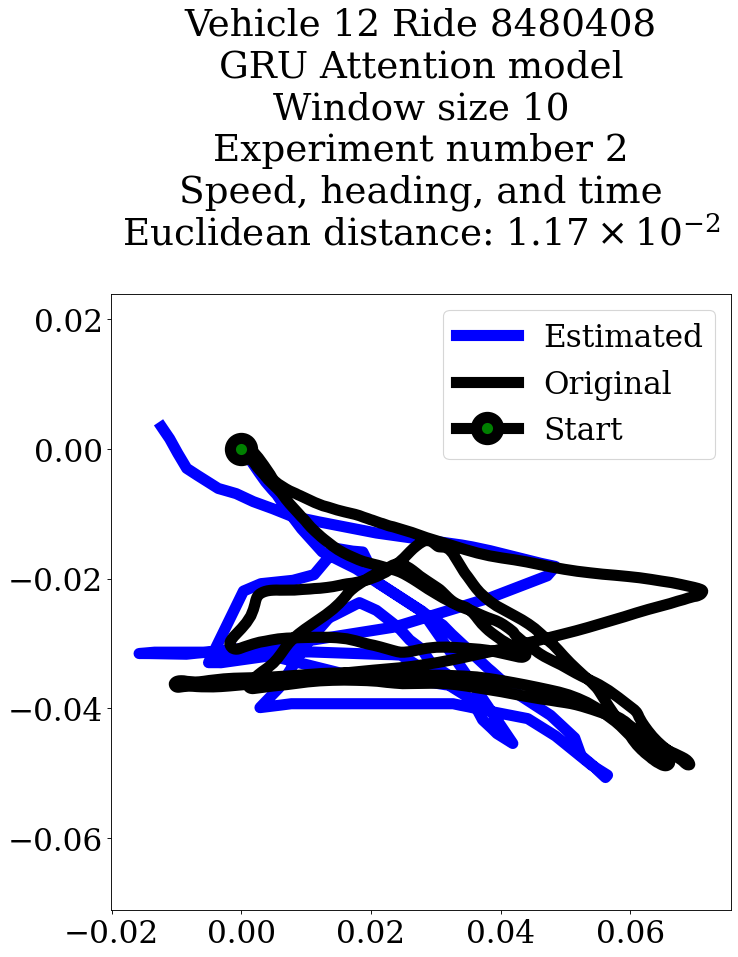 Vehicle 12 Ride 8480408
GRU Attention model
Window size 10
Experiment number 2
Speed, heading, and time
Euclidean distance: 1.17 × 10⁻²
Estimated
Original
Start
0.02
0.00
−0.02
−0.04
−0.06
−0.02 0.00 0.02 0.04 0.06